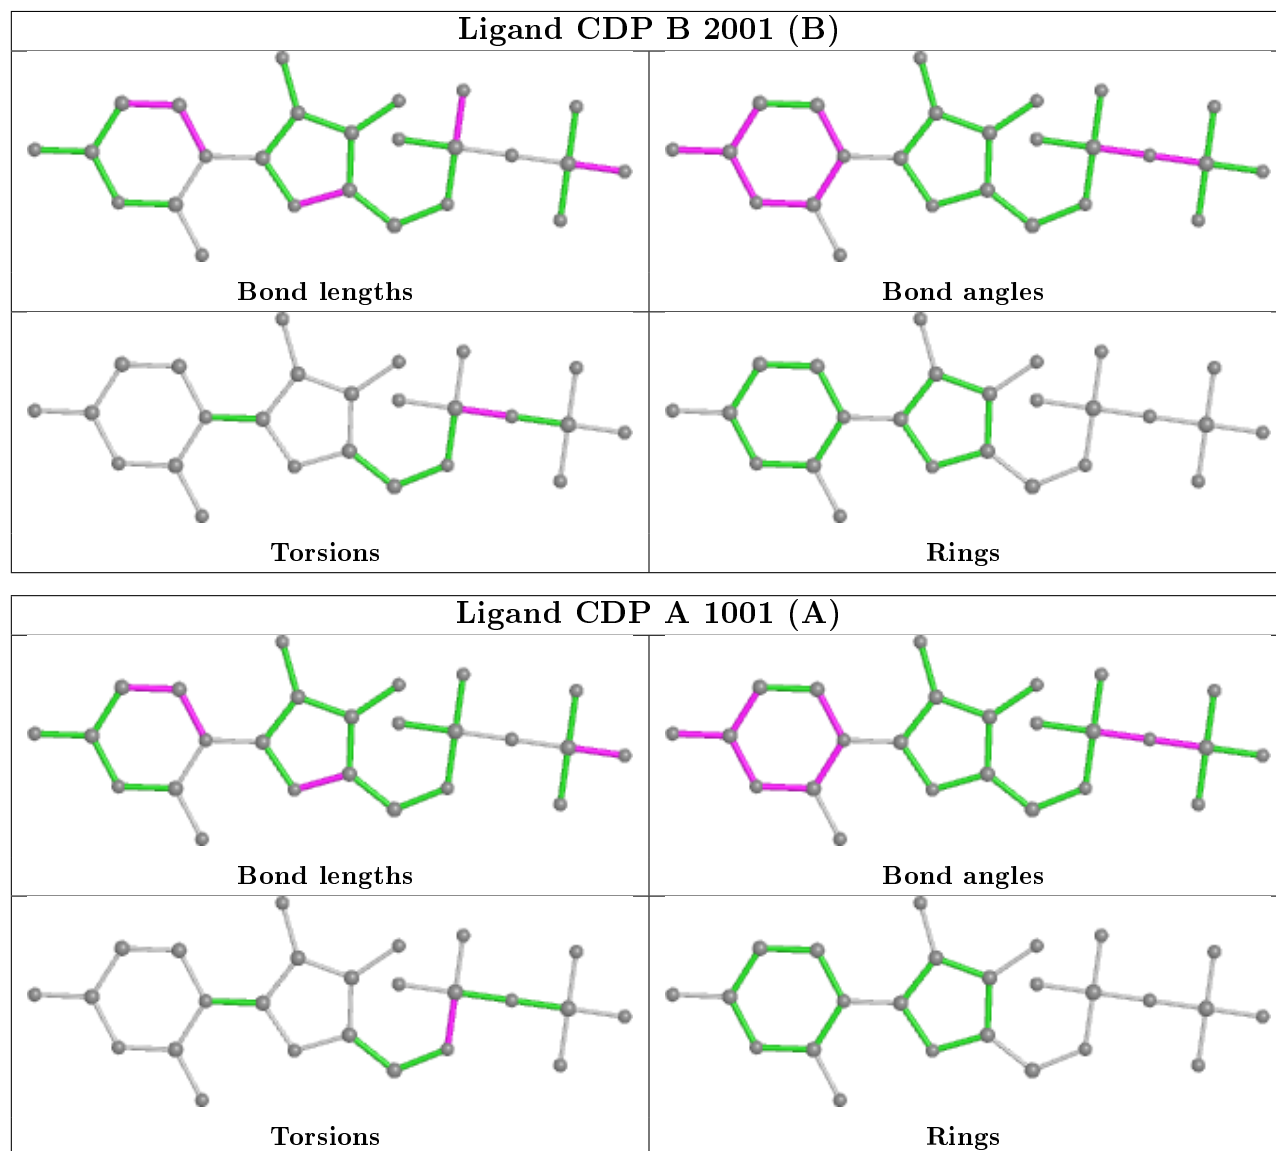 Ligand CDP B 2001 (B)
Bond lengths
Bond angles
Torsions
Rings
Ligand CDP A 1001 (A)
Bond lengths
Bond angles
Torsions
Rings